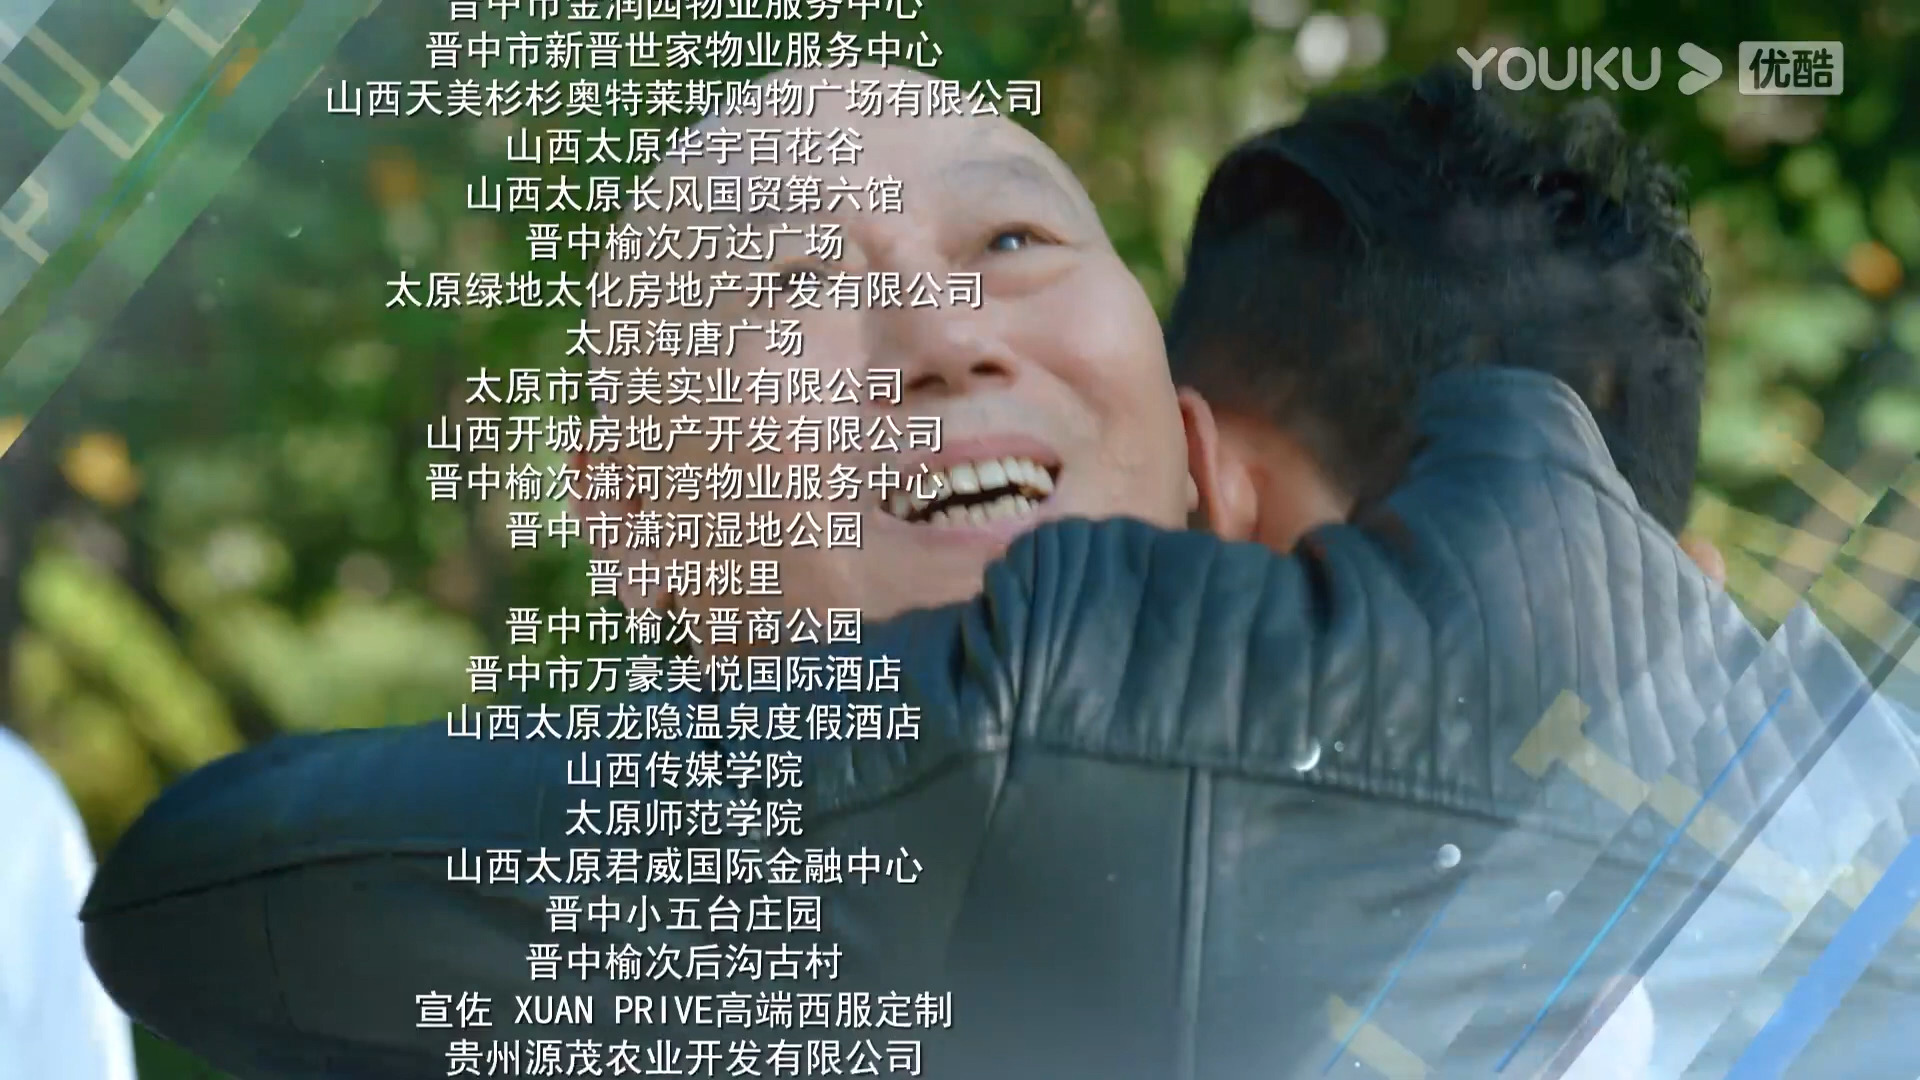 晋中市金润园物业服务中心
晋中市新晋世家物业服务中心
山西天美杉杉奥特莱斯购物广场有限公司
山西太原华宇百花谷
山西太原长风国贸第六馆
晋中榆次万达广场
太原绿地太化房地产开发有限公司
太原海唐广场
太原市奇美实业有限公司
山西开城房地产开发有限公司
晋中榆次潇河湾物业服务中心
晋中市潇河湿地公园
晋中胡桃里
晋中市榆次晋商公园
晋中市万豪美悦国际酒店
山西太原龙隐温泉度假酒店
山西传媒学院
太原师范学院
山西太原君威国际金融中心
晋中小五台庄园
晋中榆次后沟古村
宣佐 XUAN PRIVE高端西服定制
贵州源茂农业开发有限公司
YOUKU 优酷